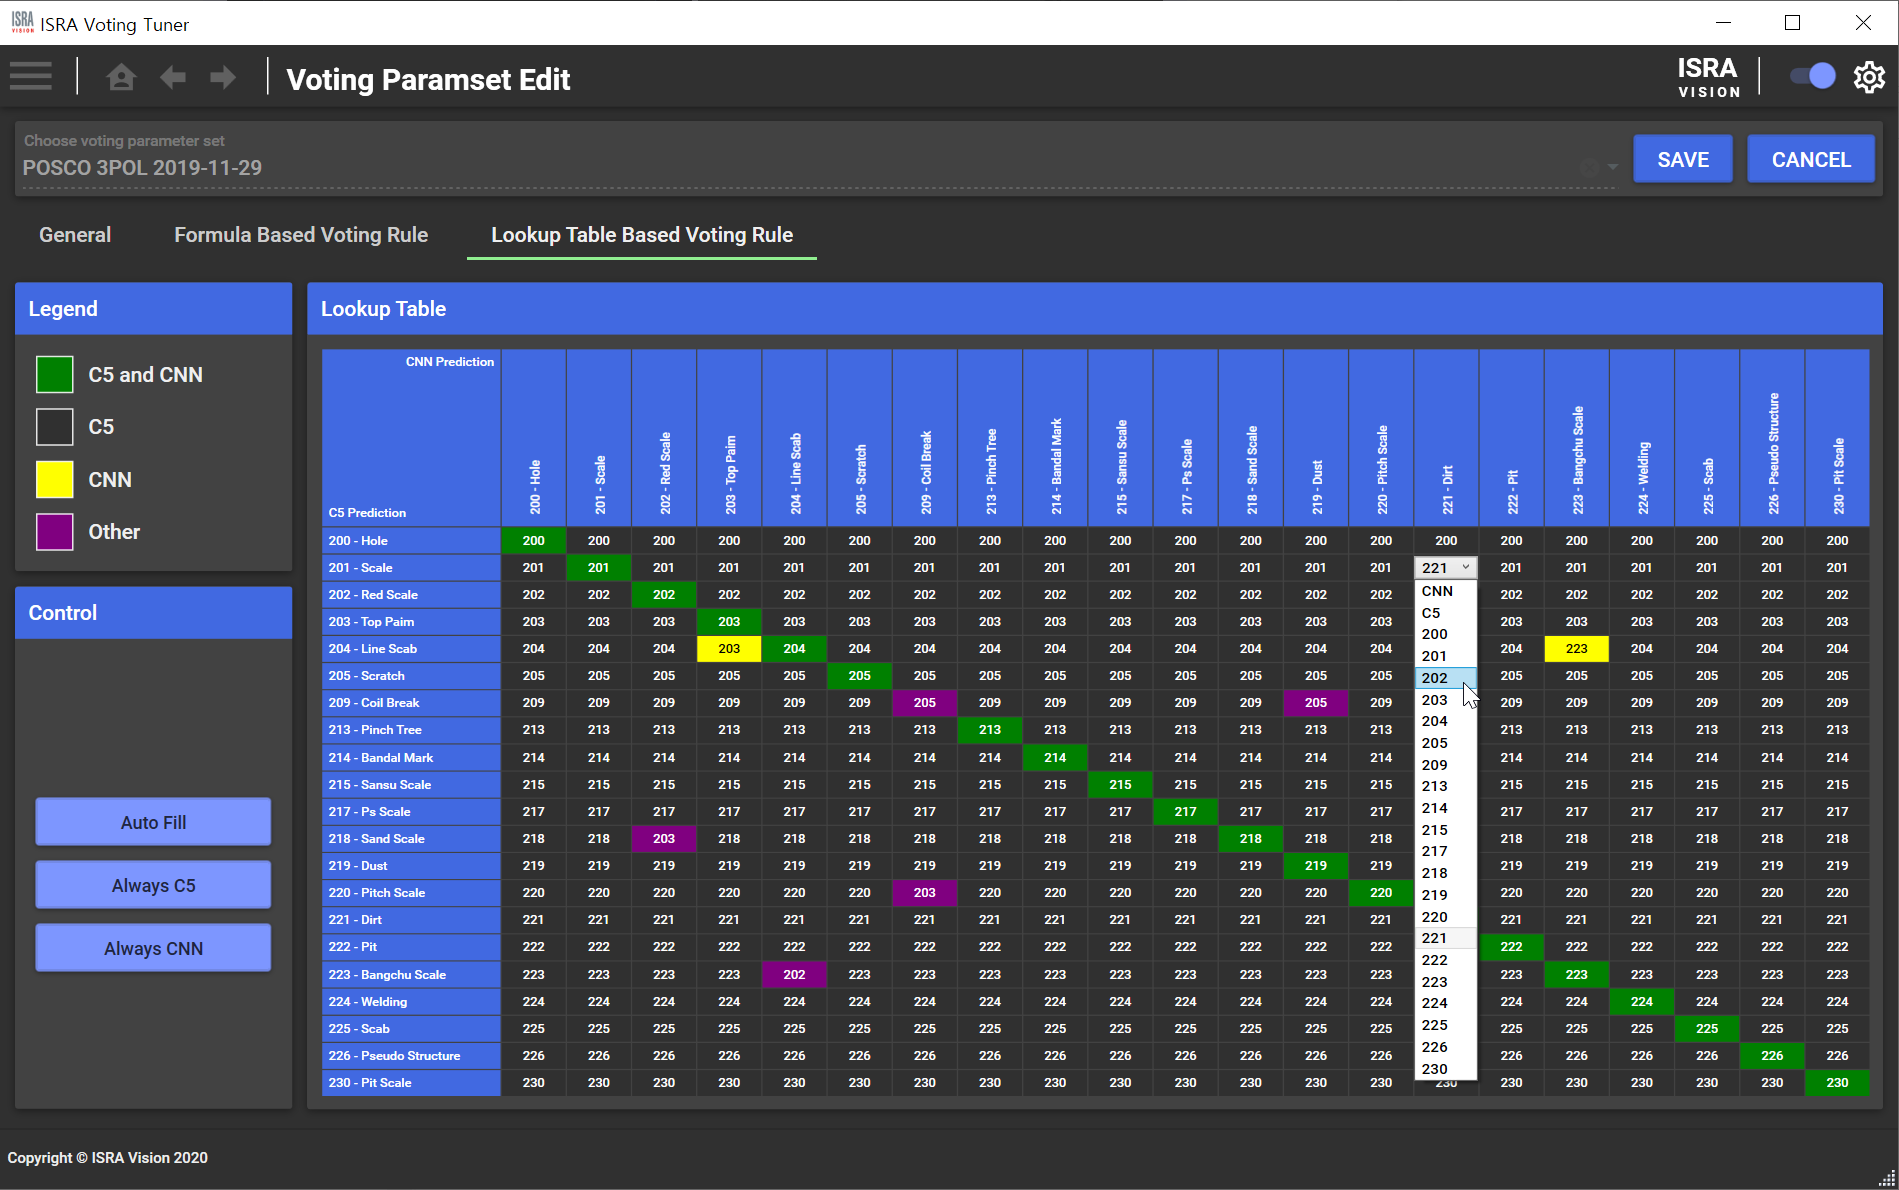 ISRA VISION ISRA Voting Tuner
Voting Paramset Edit
ISRA
VISION
Choose voting parameter set
POSCO 3POL 2019-11-29
SAVE
CANCEL
General
Formula Based Voting Rule
Lookup Table Based Voting Rule
Legend
C5 and CNN
C5
CNN
Other
Control
Auto Fill
Always C5
Always CNN
Lookup Table
CNN Prediction
C5 Prediction
200 - Hole
201 - Scale
202 - Red Scale
203 - Top Paim
204 - Line Scab
205 - Scratch
209 - Coil Break
213 - Pinch Tree
214 - Bandal Mark
215 - Sansu Scale
217 - Ps Scale
218 - Sand Scale
219 - Dust
220 - Pitch Scale
221 - Dirt
222 - Pit
223 - Bangchu Scale
224 - Welding
225 - Scab
226 - Pseudo Structure
230 - Pit Scale
200 - Hole 200 200 200 200 200 200 200 200 200 200 200 200 200 200 200 200 200 200 200 200 200
201 - Scale 201 201 201 201 201 201 201 201 201 201 201 201 201 201 221 201 201 201 201 201 201
202 - Red Scale 202 202 202 202 202 202 202 202 202 202 202 202 202 202 202 202 202 202 202 202
203 - Top Paim 203 203 203 203 203 203 203 203 203 203 203 203 203 203 203 203 203 203 203 203
204 - Line Scab 204 204 204 203 204 204 204 204 204 204 204 204 204 204 204 223 204 204 204 204
205 - Scratch 205 205 205 205 205 205 205 205 205 205 205 205 205 205 205 205 205 205 205 205
209 - Coil Break 209 209 209 209 209 209 205 209 209 209 209 209 205 209 209 209 209 209 209 209
213 - Pinch Tree 213 213 213 213 213 213 213 213 213 213 213 213 213 213 213 213 213 213 213 213
214 - Bandal Mark 214 214 214 214 214 214 214 214 214 214 214 214 214 214 214 214 214 214 214 214
215 - Sansu Scale 215 215 215 215 215 215 215 215 215 215 215 215 215 215 215 215 215 215 215 215
217 - Ps Scale 217 217 217 217 217 217 217 217 217 217 217 217 217 217 217 217 217 217 217 217
218 - Sand Scale 218 218 203 218 218 218 218 218 218 218 218 218 218 218 218 218 218 218 218 218
219 - Dust 219 219 219 219 219 219 219 219 219 219 219 219 219 219 219 219 219 219 219 219
220 - Pitch Scale 220 220 220 220 220 220 203 220 220 220 220 220 220 220 220 220 220 220 220 220
221 - Dirt 221 221 221 221 221 221 221 221 221 221 221 221 221 221 221 221 221 221 221 221
222 - Pit 222 222 222 222 222 222 222 222 222 222 222 222 222 222 222 222 222 222 222 222
223 - Bangchu Scale 223 223 223 223 202 223 223 223 223 223 223 223 223 223 223 223 223 223 223 223
224 - Welding 224 224 224 224 224 224 224 224 224 224 224 224 224 224 224 224 224 224 224 224
225 - Scab 225 225 225 225 225 225 225 225 225 225 225 225 225 225 225 225 225 225 225 225
226 - Pseudo Structure 226 226 226 226 226 226 226 226 226 226 226 226 226 226 226 226 226 226 226 226
230 - Pit Scale 230 230 230 230 230 230 230 230 230 230 230 230 230 230 230 230 230 230 230 230 230
CNN
C5
200
201
202
203
204
205
209
213
214
215
217
218
219
220
221
222
223
224
225
226
230
Copyright © ISRA Vision 2020